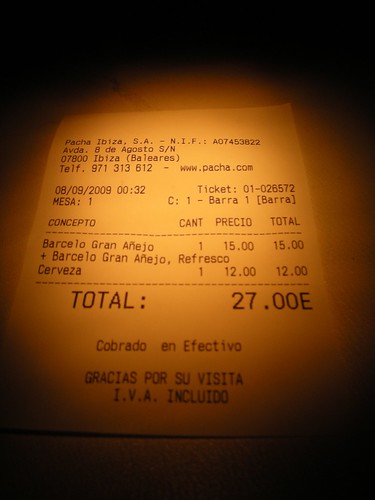 Pacha Ibiza, S.A. - N.I.F.: A07453822
Avda. 8 de Agosto S/N
07800 Ibiza (Baleares)
Telf. 971 313 612 - www.pacha.com
08/09/2009 00:32 Ticket: 01-026572
MESA: 1 C: 1 - Barra 1 [Barra]
CONCEPTO CANT PRECIO TOTAL
Barcelo Gran Añejo 1 15.00 15.00
+ Barcelo Gran Añejo, Refresco
Cerveza 1 12.00 12.00
TOTAL: 27.00E
Cobrado en Efectivo
GRACIAS POR SU VISITA
I.V.A. INCLUIDO